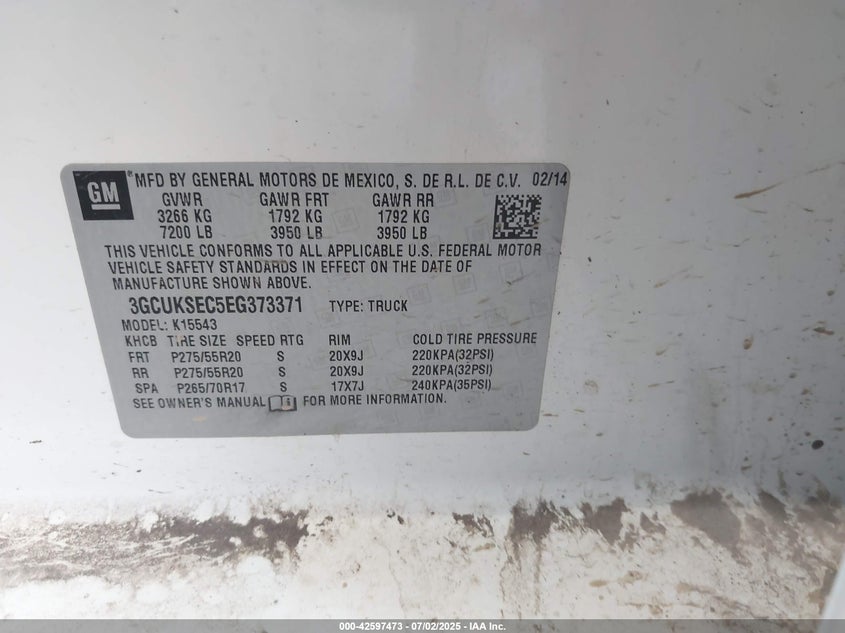 GM
® MFD BY GENERAL MOTORS DE MEXICO, S. DE R.L. DE C.V. 02/14
GVWR GAWR FRT GAWR RR
3266 KG 1792 KG 1792 KG
7200 LB 3950 LB 3950 LB
THIS VEHICLE CONFORMS TO ALL APPLICABLE U.S. FEDERAL MOTOR
VEHICLE SAFETY STANDARDS IN EFFECT ON THE DATE OF
MANUFACTURE SHOWN ABOVE.
3GCUKSEC5EG373371 TYPE: TRUCK
MODEL: K15543
KHCB TIRE SIZE SPEED RTG RIM COLD TIRE PRESSURE
FRT P275/55R20 S 20X9J 220KPA(32PSI)
RR P275/55R20 S 20X9J 220KPA(32PSI)
SPA P265/70R17 S 17X7J 240KPA(35PSI)
SEE OWNER'S MANUAL i FOR MORE INFORMATION.
000-42597473 - 07/02/2025 - IAA Inc.